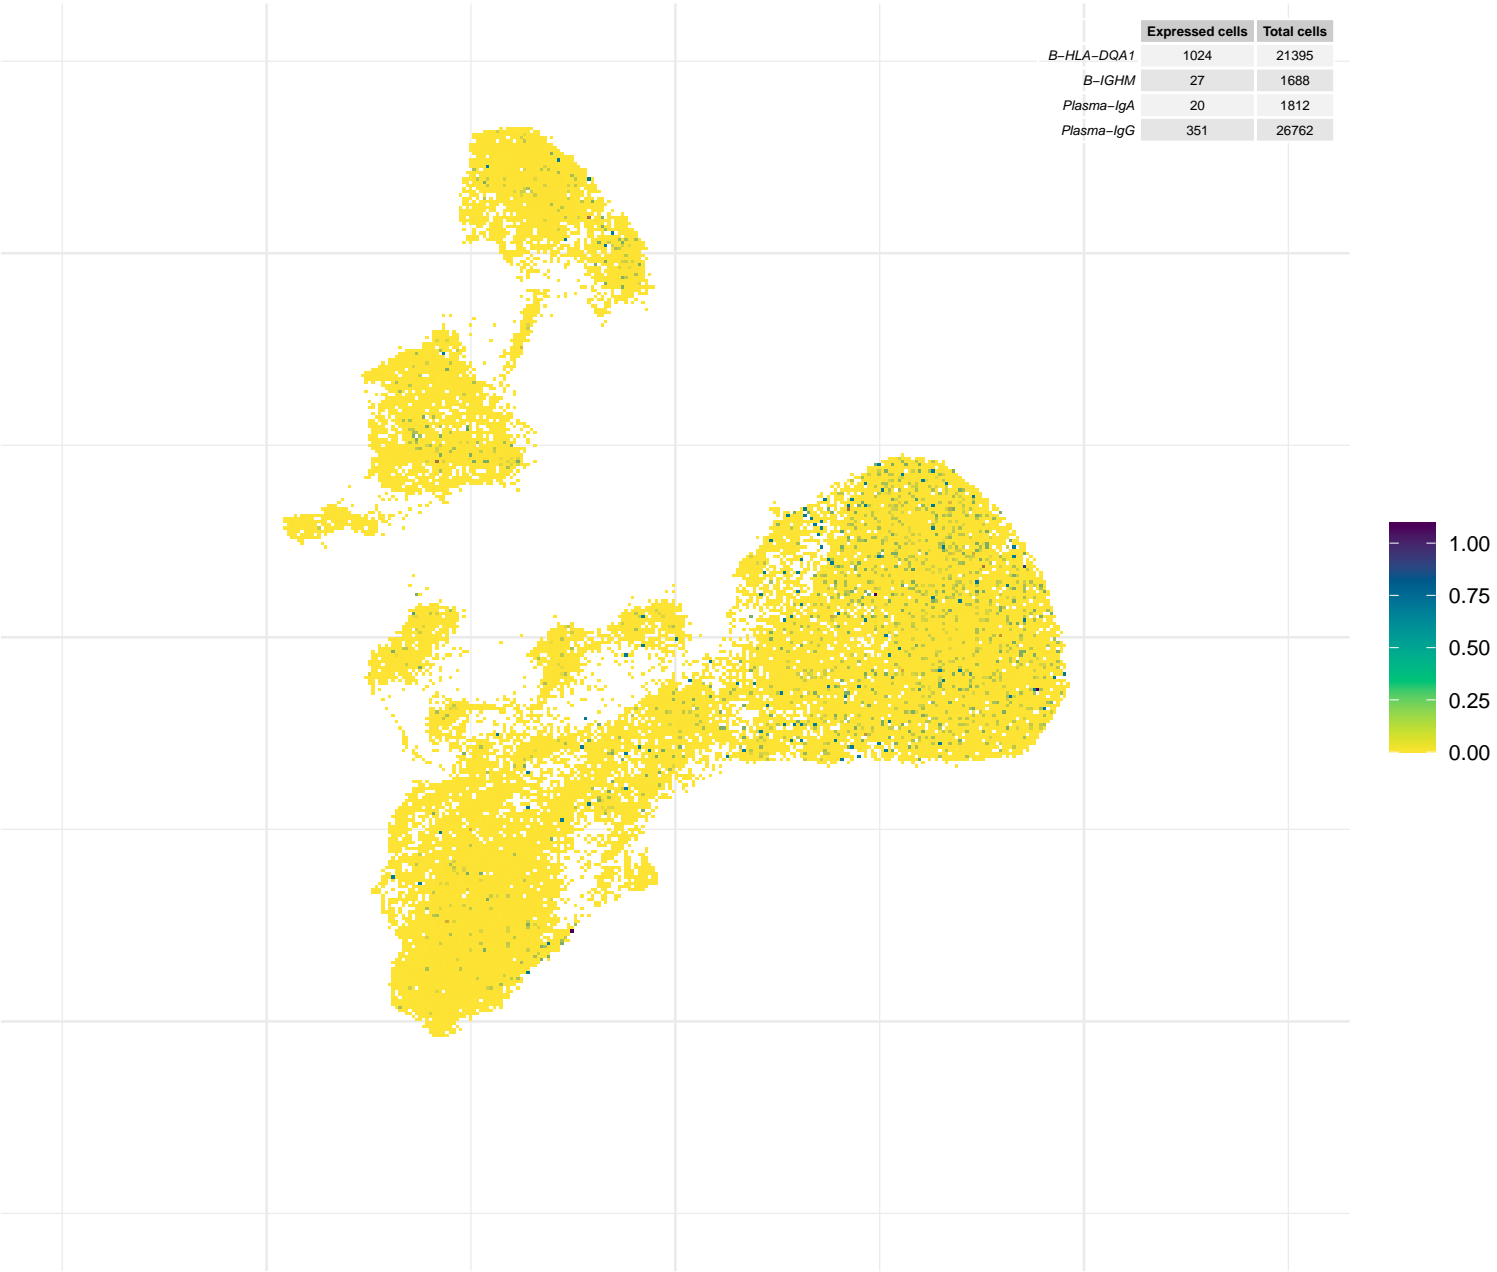 Expressed cells Total cells
B−HLA−DQA1 1024 21395
B−IGHM 27 1688
Plasma−IgA 20 1812
Plasma−IgG 351 26762
1.00
0.75
0.50
0.25
0.00